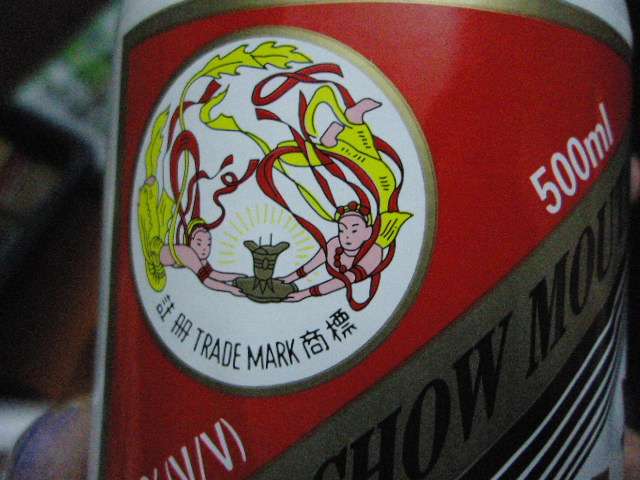 500ml
註册 TRADE MARK 商標
%(V/V)
CHOW MOU